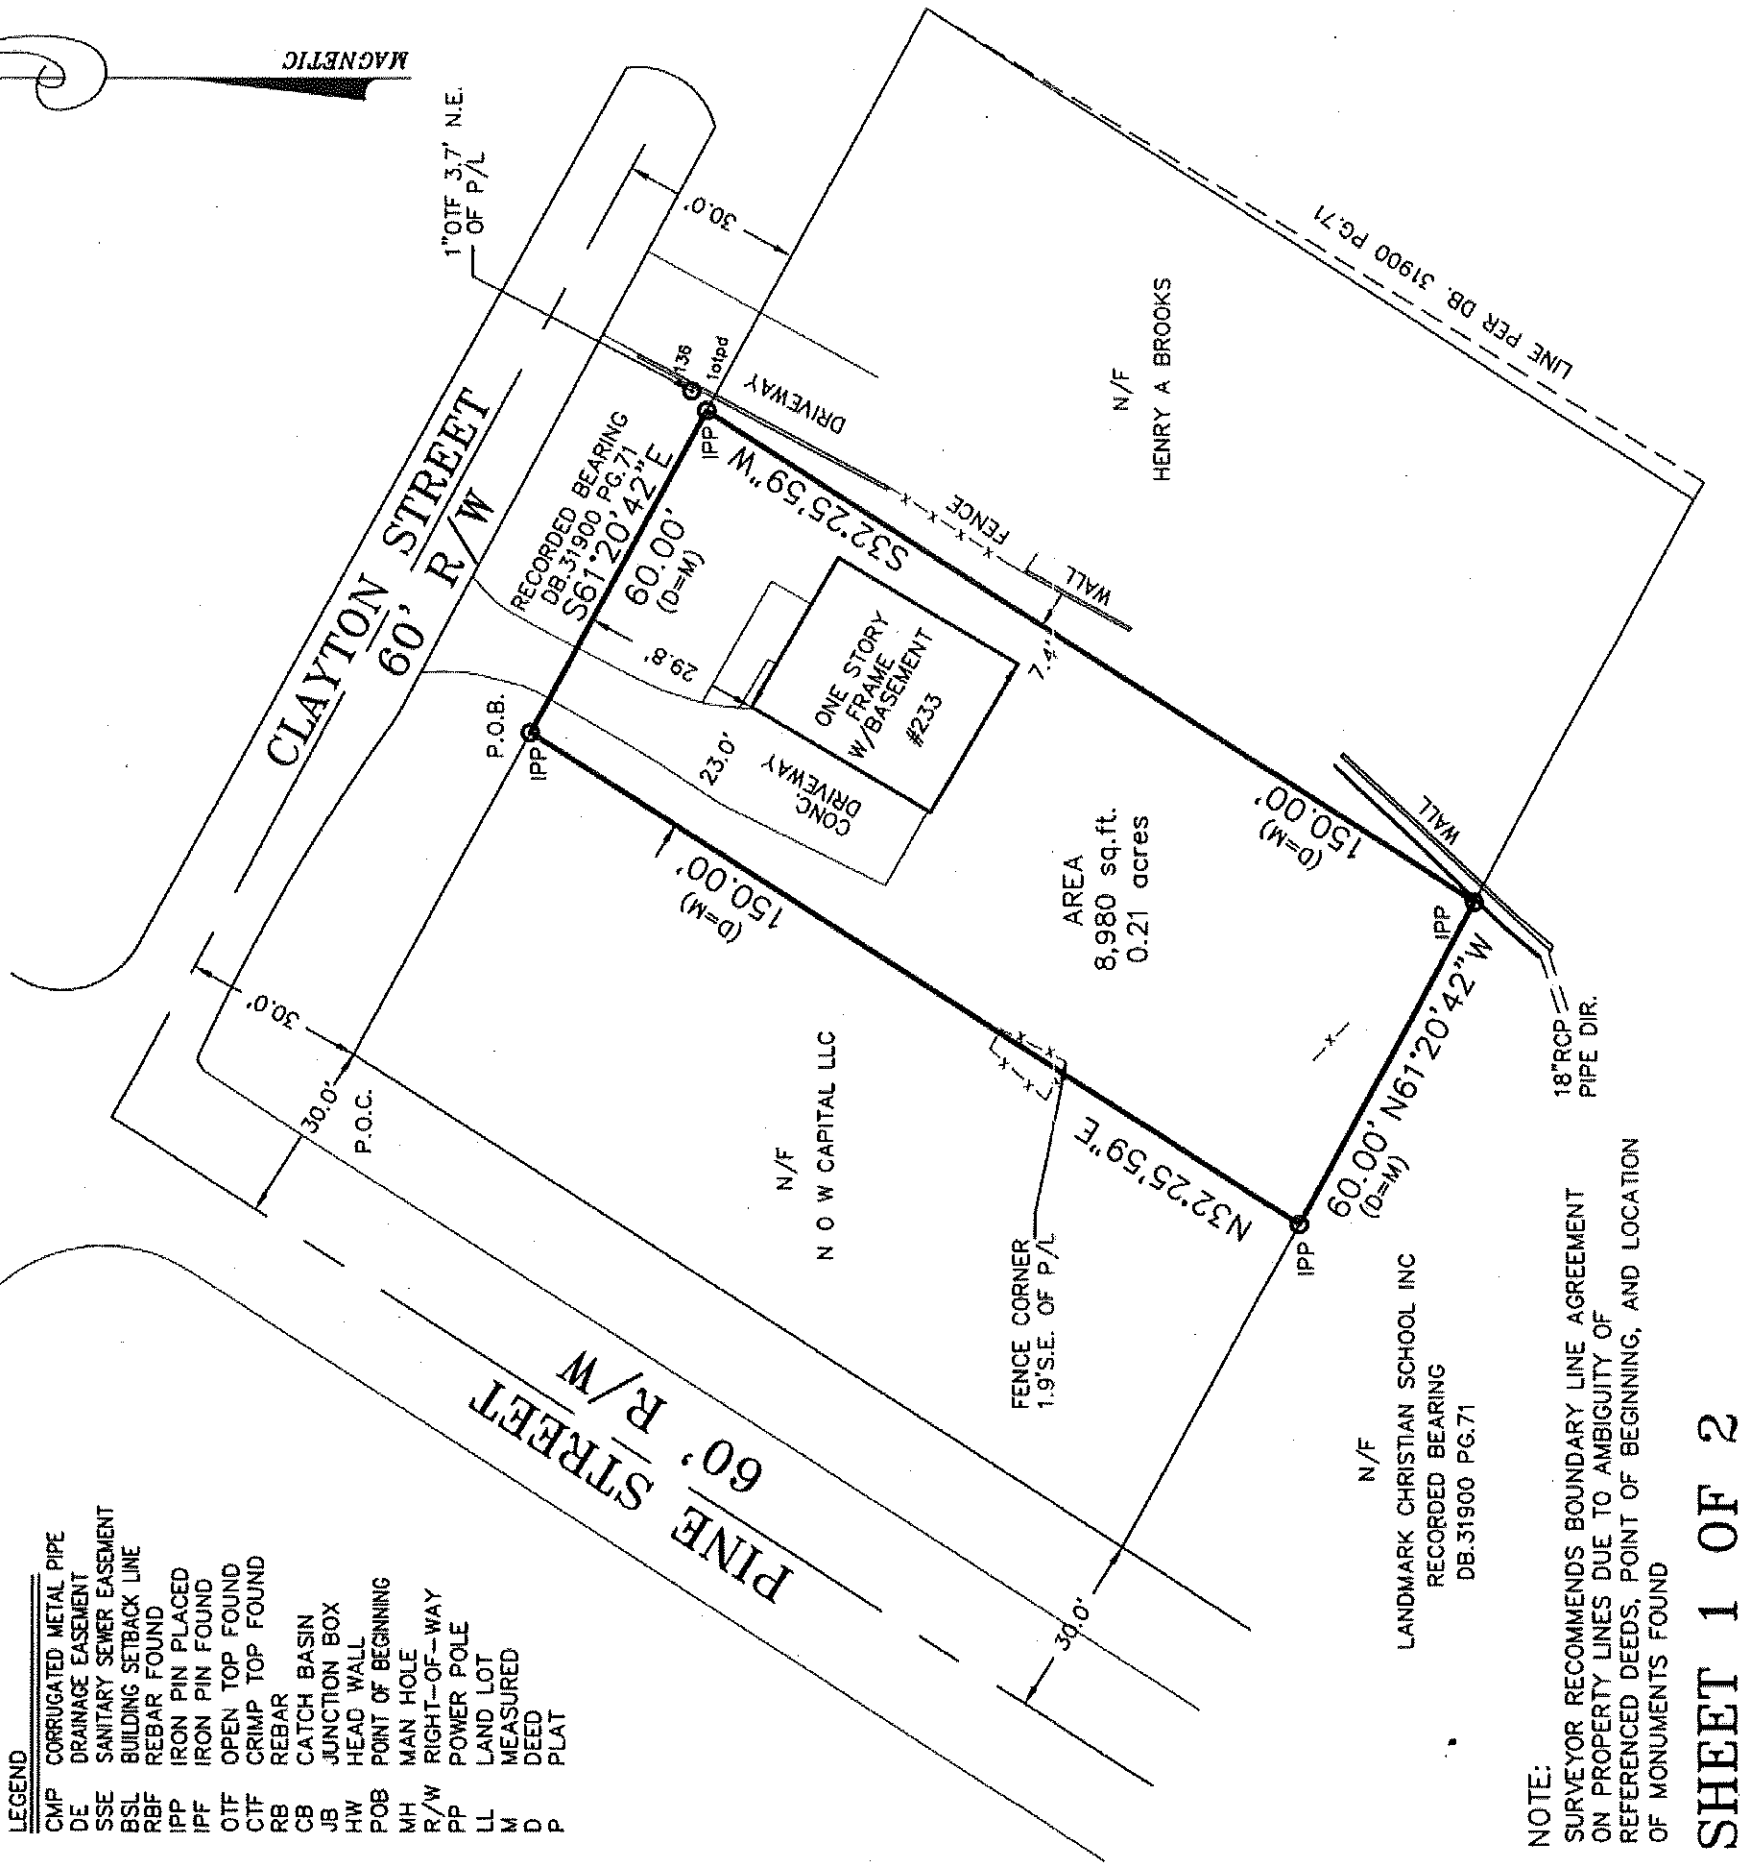 LEGEND
CMP CORRUGATED METAL PIPE
DE DRAINAGE EASEMENT
SSE SANITARY SEWER EASEMENT
BSL BUILDING SETBACK LINE
RBF REBAR FOUND
IPP IRON PIN PLACED
IPF IRON PIN FOUND
OTF OPEN TOP FOUND
CTF CRIMP TOP FOUND
RB REBAR
CB CATCH BASIN
JB JUNCTION BOX
HW HEAD WALL
POB POINT OF BEGINNING
MH MAN HOLE
R/W RIGHT-OF-WAY
PP POWER POLE
LL LAND LOT
M MEASURED
D DEED
P PLAT
MAGNETIC
1"OTF 3.7' N.E.
OF P/L
CLAYTON STREET
60' R/W
30.0'
136
1otpd
IPP
DRIVEWAY
RECORDED BEARING
DB.31900 PG.71
S61°20'42"E
60.00'
(D=M)
P.O.B.
IPP
29.8'
23.0'
CONC.
DRIVEWAY
ONE STORY
FRAME
W/BASEMENT
#233
S32°25'59"W
FENCE
WALL
7.4'
N/F
HENRY A BROOKS
LINE PER DB. 31900 PG.71
30.0'
30.0'
P.O.C.
150.00'
(D=M)
AREA
8,980 sq.ft.
0.21 acres
150.00'
(D=M)
WALL
IPP
18"RCP
PIPE DIR.
N/F
N O W CAPITAL LLC
N32°25'59"E
60.00' N61°20'42"W
(D=M)
IPP
FENCE CORNER
1.9'S.E. OF P/L
PINE STREET
60' R/W
30.0'
N/F
LANDMARK CHRISTIAN SCHOOL INC
RECORDED BEARING
DB.31900 PG.71
NOTE:
SURVEYOR RECOMMENDS BOUNDARY LINE AGREEMENT
ON PROPERTY LINES DUE TO AMBIGUITY OF
REFERENCED DEEDS, POINT OF BEGINNING, AND LOCATION
OF MONUMENTS FOUND
SHEET 1 OF 2